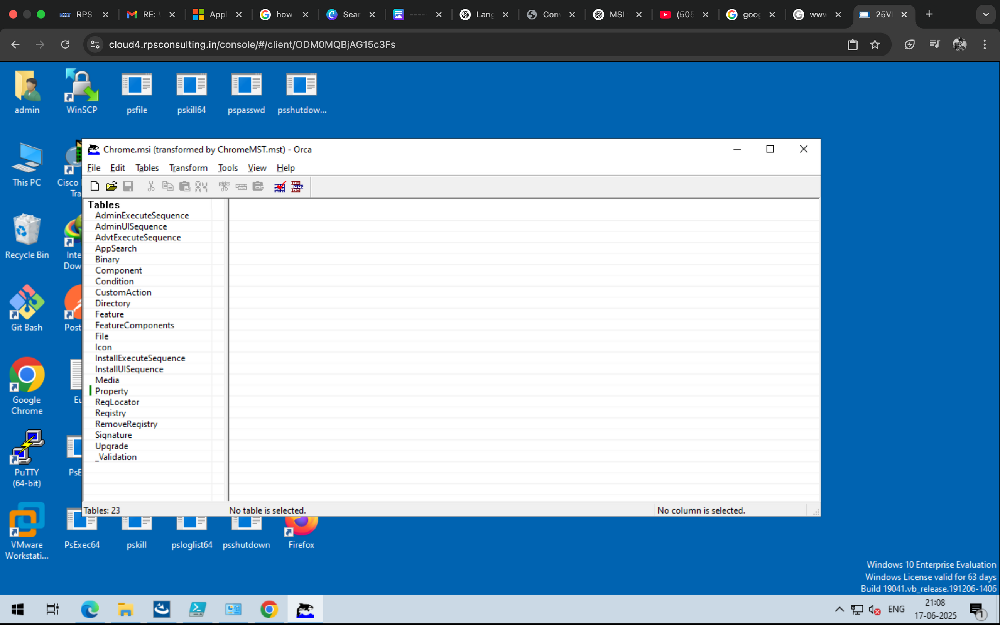 RPS
RE: \
Appl
how
Sear
----
Lang
Con
MSI
(505
goog
www
25V
cloud4.rpsconsulting.in/console/#/client/ODM0MQBjAG15c3Fs
admin
WinSCP
psfile
pskill64
pspasswd
psshutdow...
Chrome.msi (transformed by ChromeMST.mst) - Orca
File Edit Tables Transform Tools View Help
This PC
Cisco
Tra
Tables
AdminExecuteSequence
AdminUISequence
AdvtExecuteSequence
AppSearch
Binary
Component
Condition
CustomAction
Directory
Feature
FeatureComponents
File
Icon
InstallExecuteSequence
InstallUISequence
Media
Property
RegLocator
Registry
RemoveRegistry
Signature
Upgrade
_Validation
Recycle Bin
Inte
Dow
Git Bash
Post
Google
Chrome
Eu
PuTTY
(64-bit)
PsE
Tables: 23
No table is selected.
No column is selected.
VMware
Workstati...
PsExec64
pskill
psloglist64
psshutdown
Firefox
Windows 10 Enterprise Evaluation
Windows License valid for 63 days
Build 19041.vb_release.191206-1406
ENG
21:08
17-06-2025
1